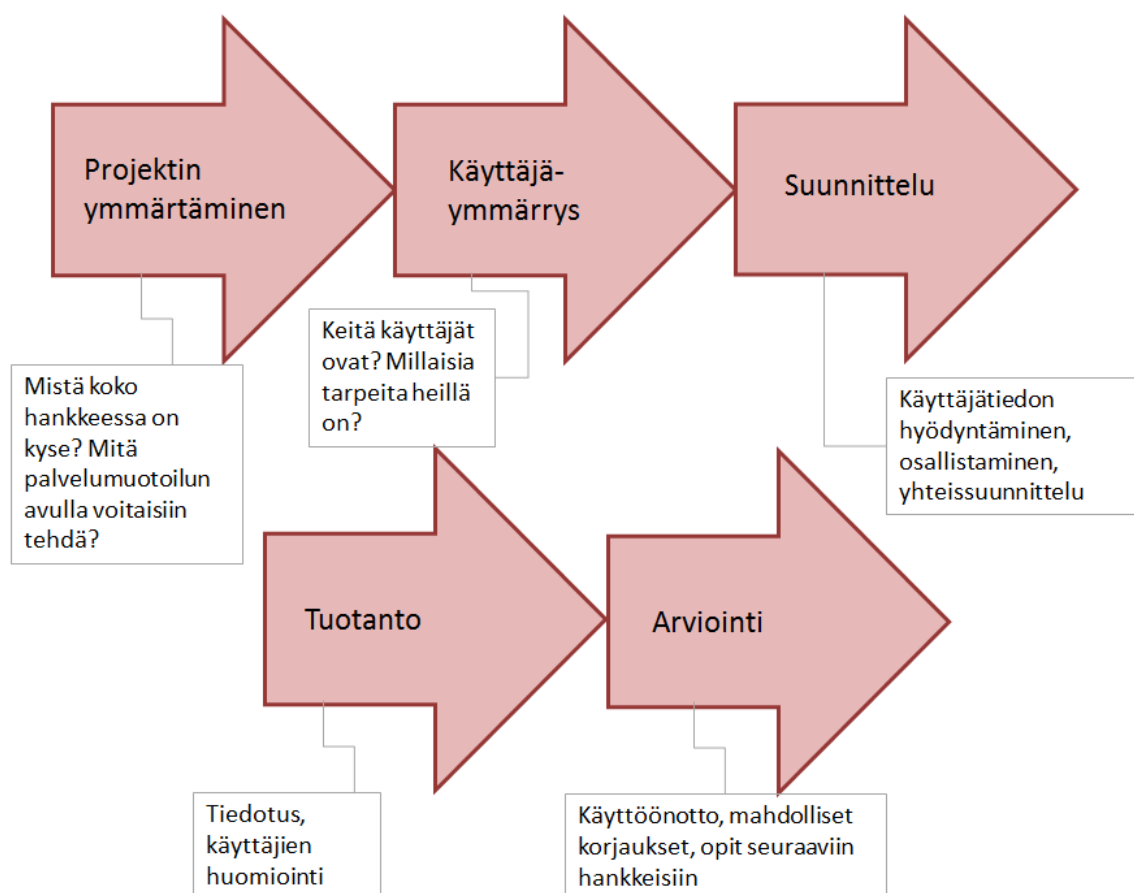 Projektin
ymmärtäminen
Käyttäjä-
ymmärrys
Suunnittelu
Mistä koko
hankkeessa on
kyse? Mitä
palvelumuotoilun
avulla voitaisiin
tehdä?
Keitä käyttäjät
ovat? Millaisia
tarpeita heillä
on?
Käyttäjätiedon
hyödyntäminen,
osallistaminen,
yhteissuunnittelu
Tuotanto
Arviointi
Tiedotus,
käyttäjien
huomiointi
Käyttöönotto, mahdolliset
korjaukset, opit seuraaviin
hankkeisiin